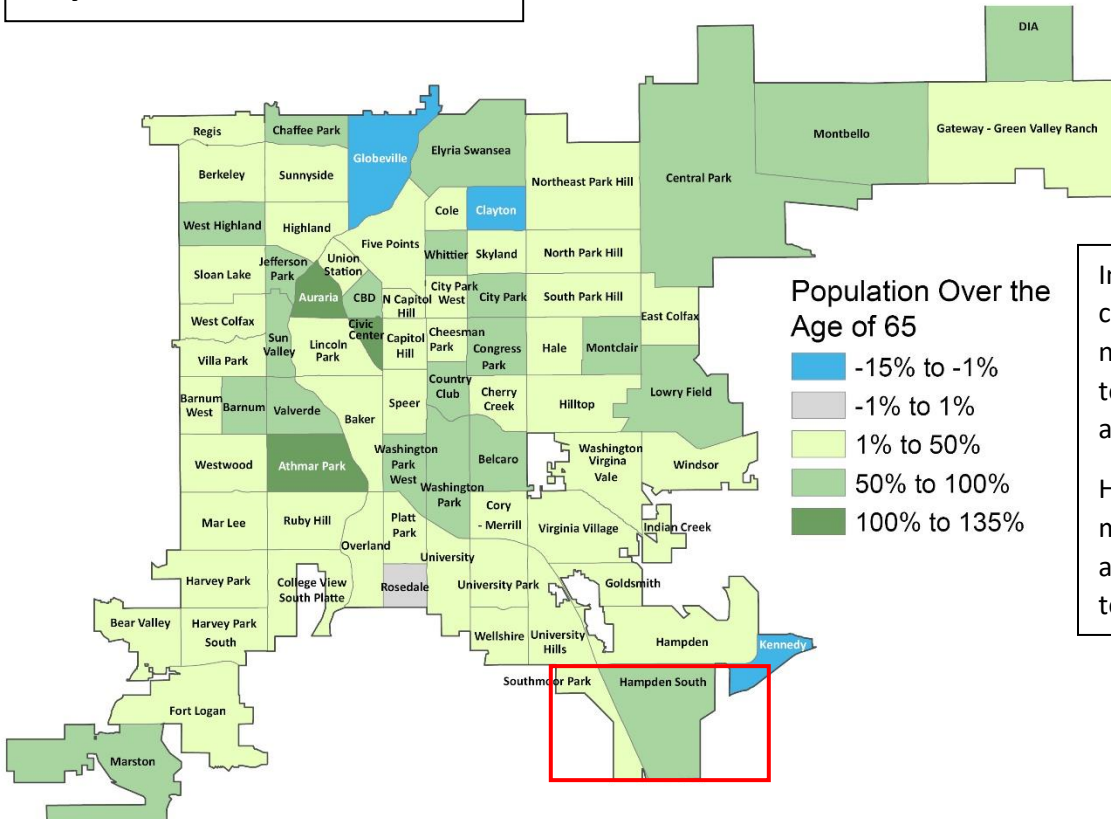 DIA
Regis
Chaffee Park
Globeville
Elyria Swansea
Montbello
Gateway - Green Valley Ranch
Berkeley
Sunnyside
Northeast Park Hill
Central Park
Cole
Clayton
West Highland
Highland
Five Points
Whittier
Skyland
North Park Hill
Sloan Lake
Jefferson
Park
Union
Station
Auraria
CBD
N Capitol
Hill
City Park
West
City Park
South Park Hill
East Colfax
West Colfax
Sun
Valley
Lincoln
Park
Civic
Center
Capitol
Hill
Cheesman
Park
Congress
Park
Hale
Montclair
Villa Park
Lowry Field
Barnum
West
Barnum
Valverde
Baker
Speer
Country
Club
Cherry
Creek
Hilltop
Westwood
Athmar Park
Washington
Park
West
Washington
Park
Belcaro
Washington
Virgina
Vale
Windsor
Mar Lee
Ruby Hill
Overland
Platt
Park
University
Cory
- Merrill
Virginia Village
Indian Creek
Harvey Park
College View
South Platte
Rosedale
University Park
Goldsmith
Bear Valley
Harvey Park
South
Wellshire
University
Hills
Hampden
Kennedy
Southmoor Park
Hampden South
Fort Logan
Marston
Population Over the
Age of 65
-15% to -1%
-1% to 1%
1% to 50%
50% to 100%
100% to 135%